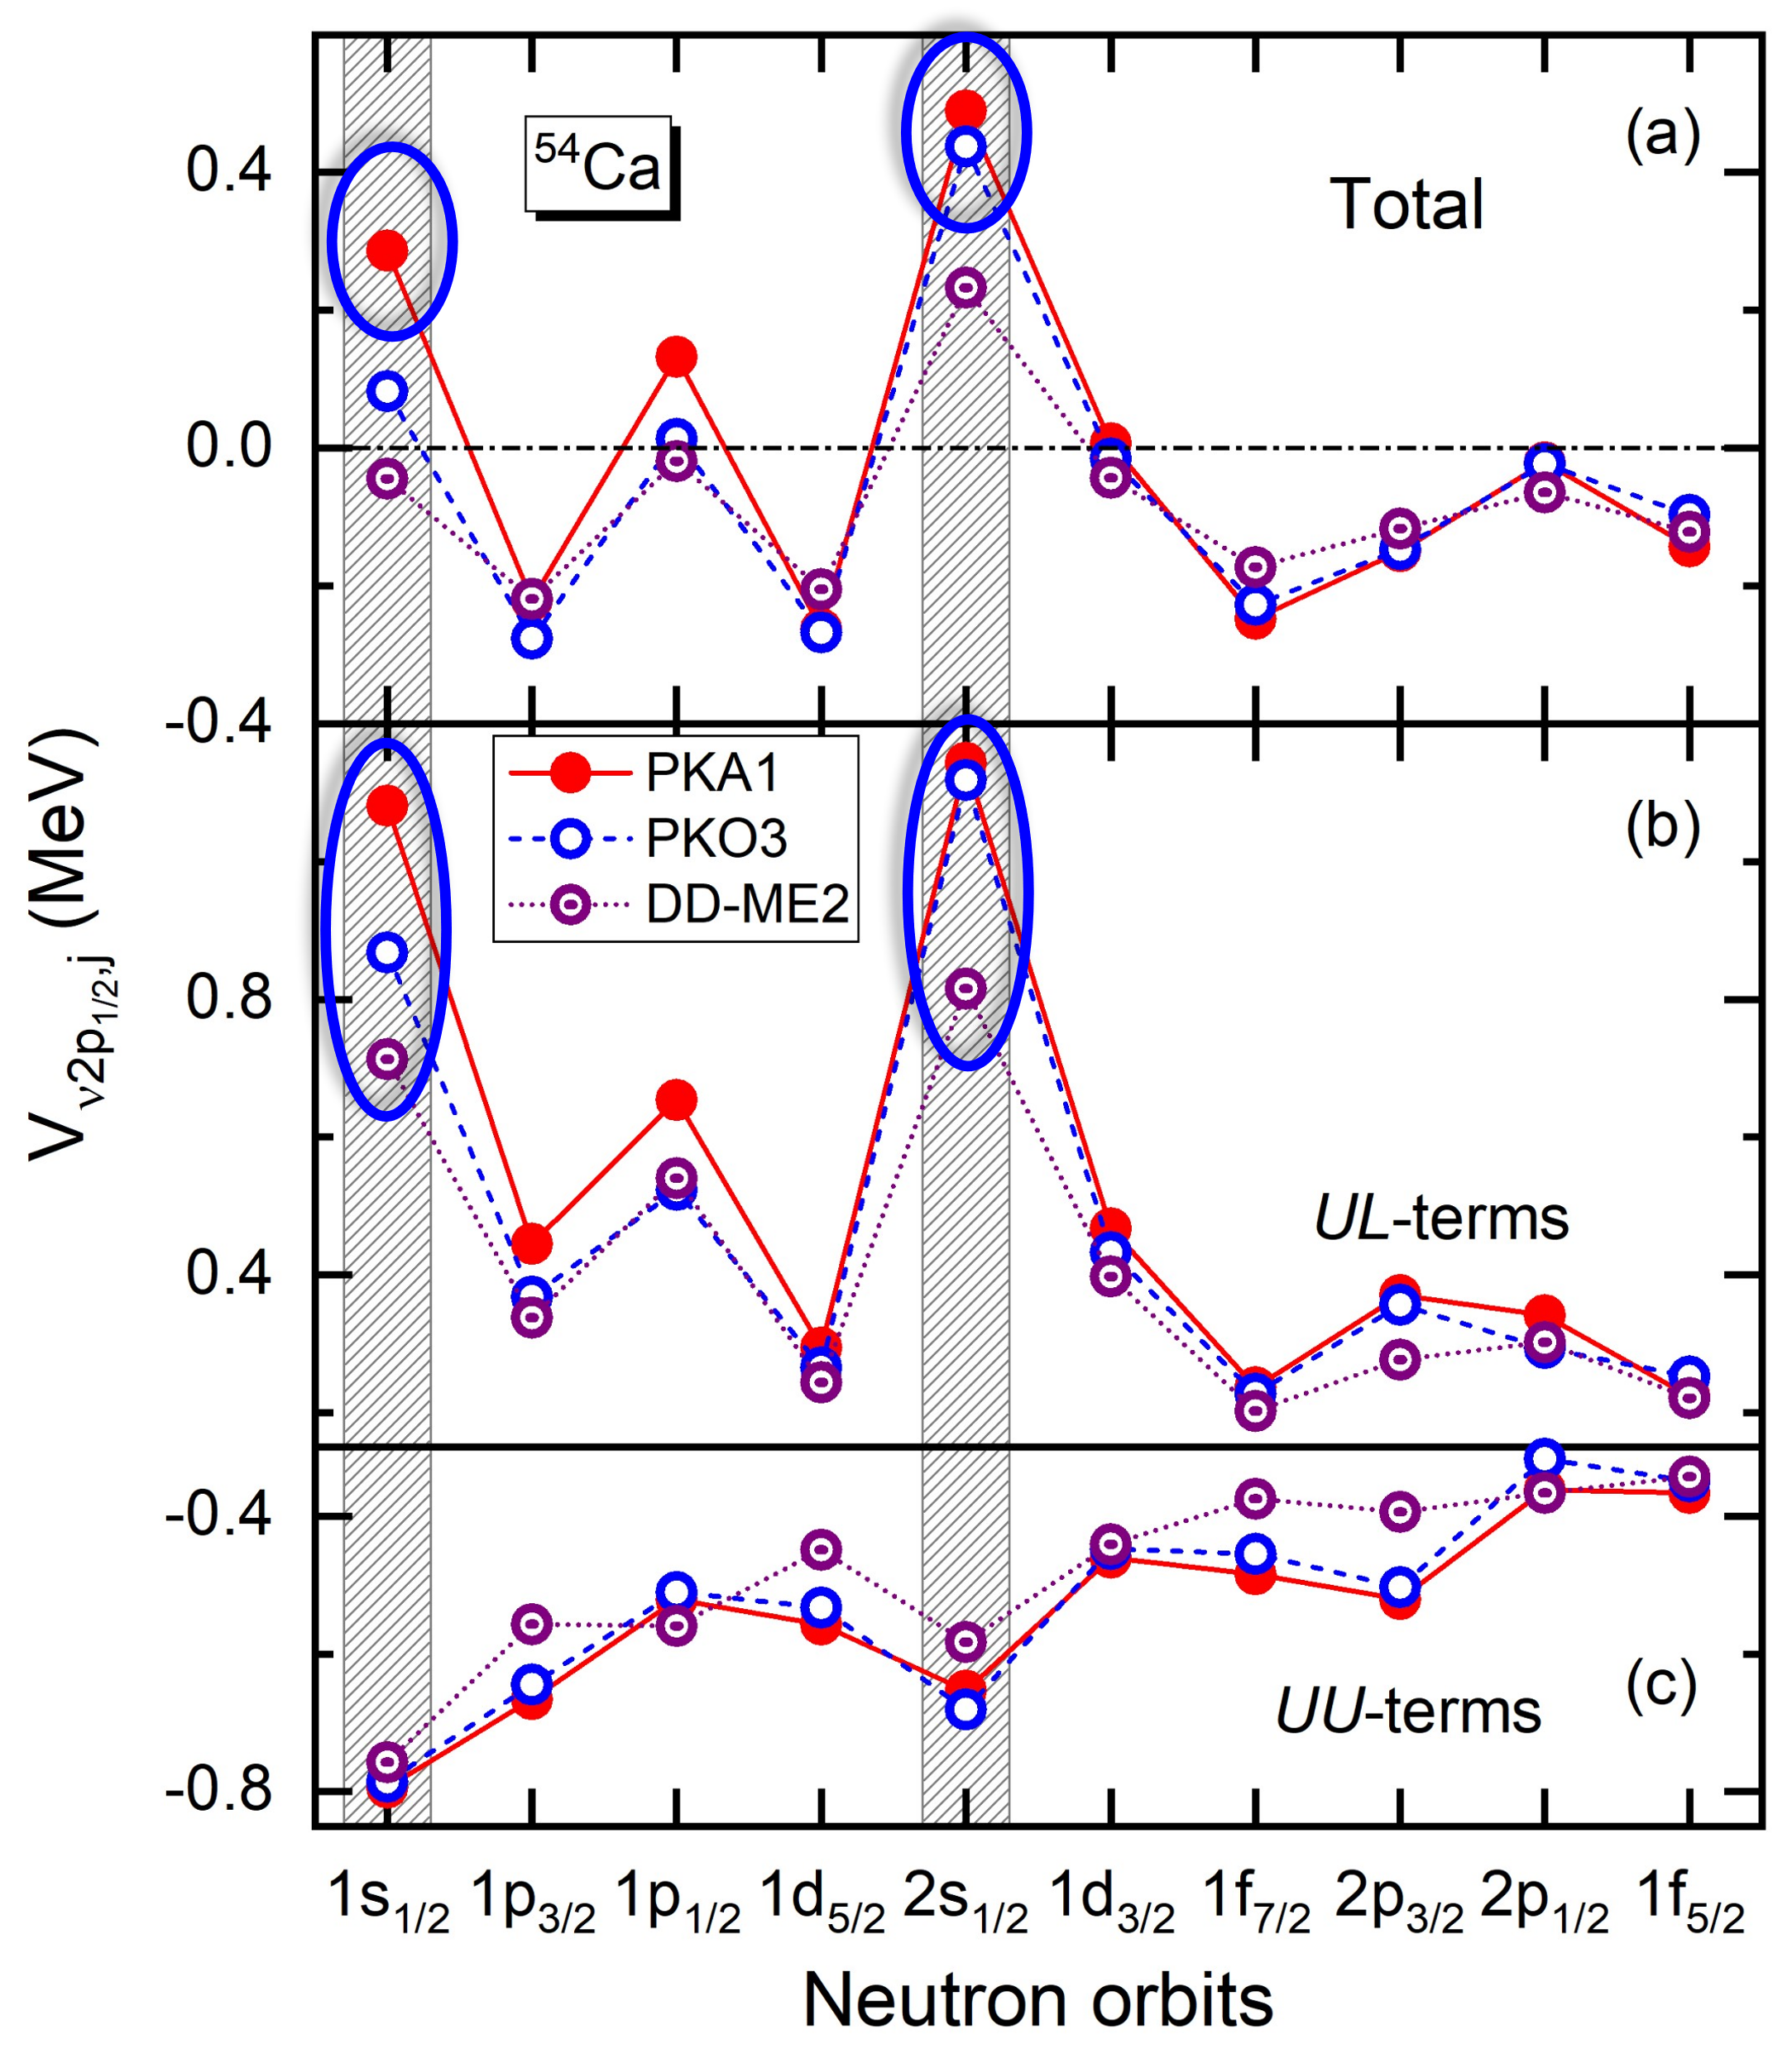 (a)
⁵⁴Ca
Total
0.4
0.0
-0.4
PKA1
PKO3
DD-ME2
(b)
V_ν2p₁/₂,j (MeV)
0.8
0.4
UL-terms
-0.4
(c)
UU-terms
-0.8
1s₁/₂ 1p₃/₂ 1p₁/₂ 1d₅/₂ 2s₁/₂ 1d₃/₂ 1f₇/₂ 2p₃/₂ 2p₁/₂ 1f₅/₂
Neutron orbits